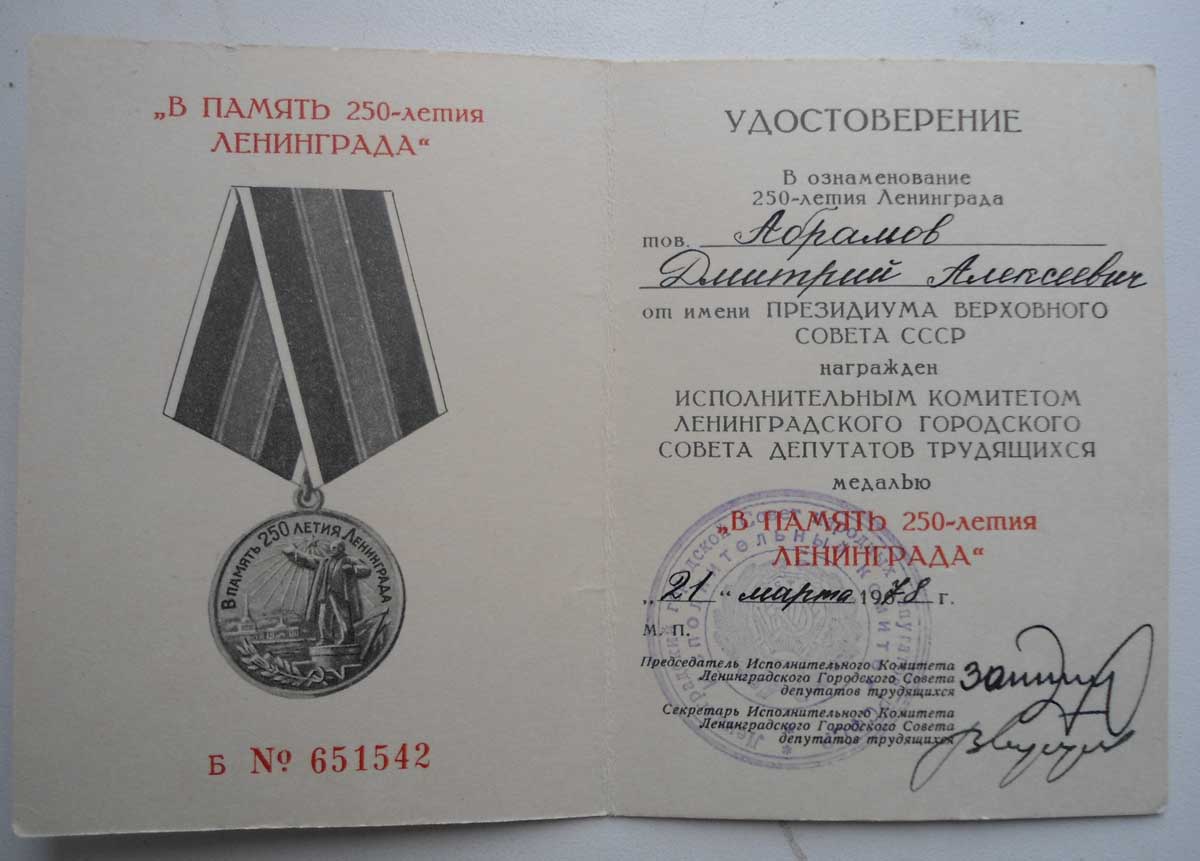 „В ПАМЯТЬ 250-летия
ЛЕНИНГРАДА“
В ПАМЯТЬ 250 ЛЕТИЯ ЛЕНИНГРАДА
Б № 651542
УДОСТОВЕРЕНИЕ
В ознаменование
250-летия Ленинграда
тов. Абрамов
Дмитрий Алексеевич
от имени ПРЕЗИДИУМА ВЕРХОВНОГО
СОВЕТА СССР
награжден
ИСПОЛНИТЕЛЬНЫМ КОМИТЕТОМ
ЛЕНИНГРАДСКОГО ГОРОДСКОГО
СОВЕТА ДЕПУТАТОВ ТРУДЯЩИХСЯ
медалью
„В ПАМЯТЬ 250-летия
ЛЕНИНГРАДА“
„21“ марта 1978 г.
М. П.
Председатель Исполнительного Комитета
Ленинградского Городского Совета
депутатов трудящихся
Секретарь Исполнительного Комитета
Ленинградского Городского Совета
депутатов трудящихся